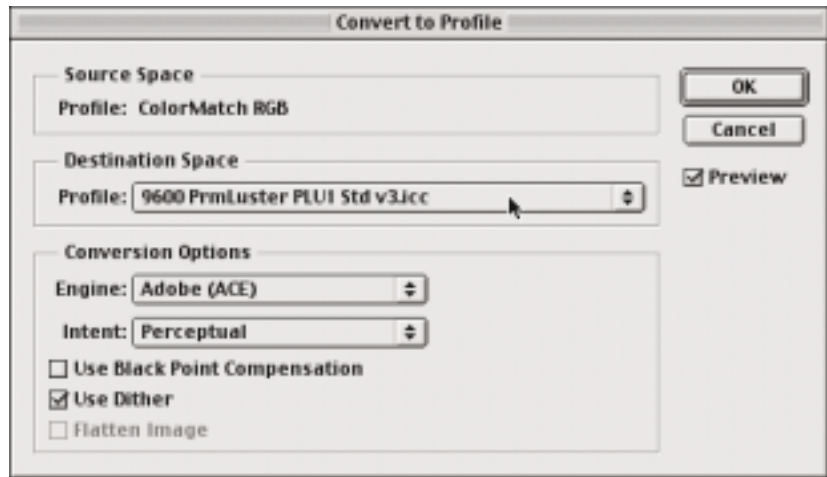 Convert to Profile
Source Space
Profile: ColorMatch RGB
OK
Cancel
Destination Space
Profile: 9600 PrmLuster PLU1 Std v3.icc
Preview
Conversion Options
Engine: Adobe (ACE)
Intent: Perceptual
Use Black Point Compensation
Use Dither
Flatten Image